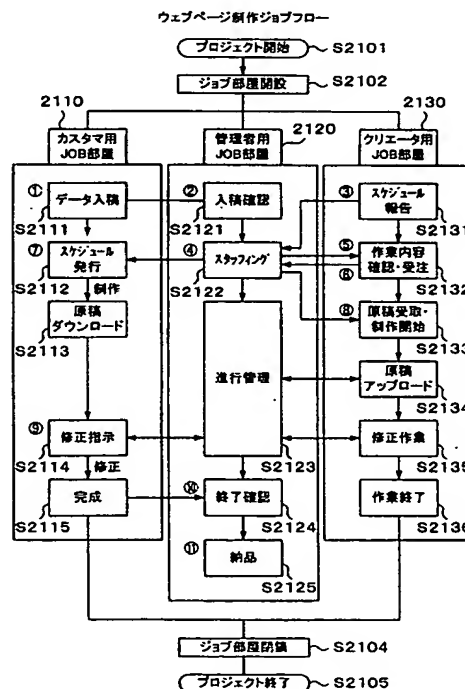 ウェブページ制作ジョブフロー
プロジェクト開始
S2101
ジョブ部屋開設
S2102
2110
カスタマ用
JOB部屋
① データ入稿
S2111
⑦ スケジュール
発行
S2112
制作
原稿
ダウンロード
S2113
⑨ 修正指示
S2114
修正
完成
S2115
2120
管理者用
JOB部屋
② 入稿確認
S2121
④ スタッフィング
S2122
進行管理
S2123
⑩ 終了確認
S2124
⑪ 納品
S2125
2130
クリエータ用
JOB部屋
③ スケジュール
報告
S2131
⑤ 作業内容
⑥ 確認・受注
S2132
⑧ 原稿受取・
制作開始
S2133
原稿
アップロード
S2134
修正作業
S2135
作業終了
S2136
ジョブ部屋閉鎖
S2104
プロジェクト終了
S2105